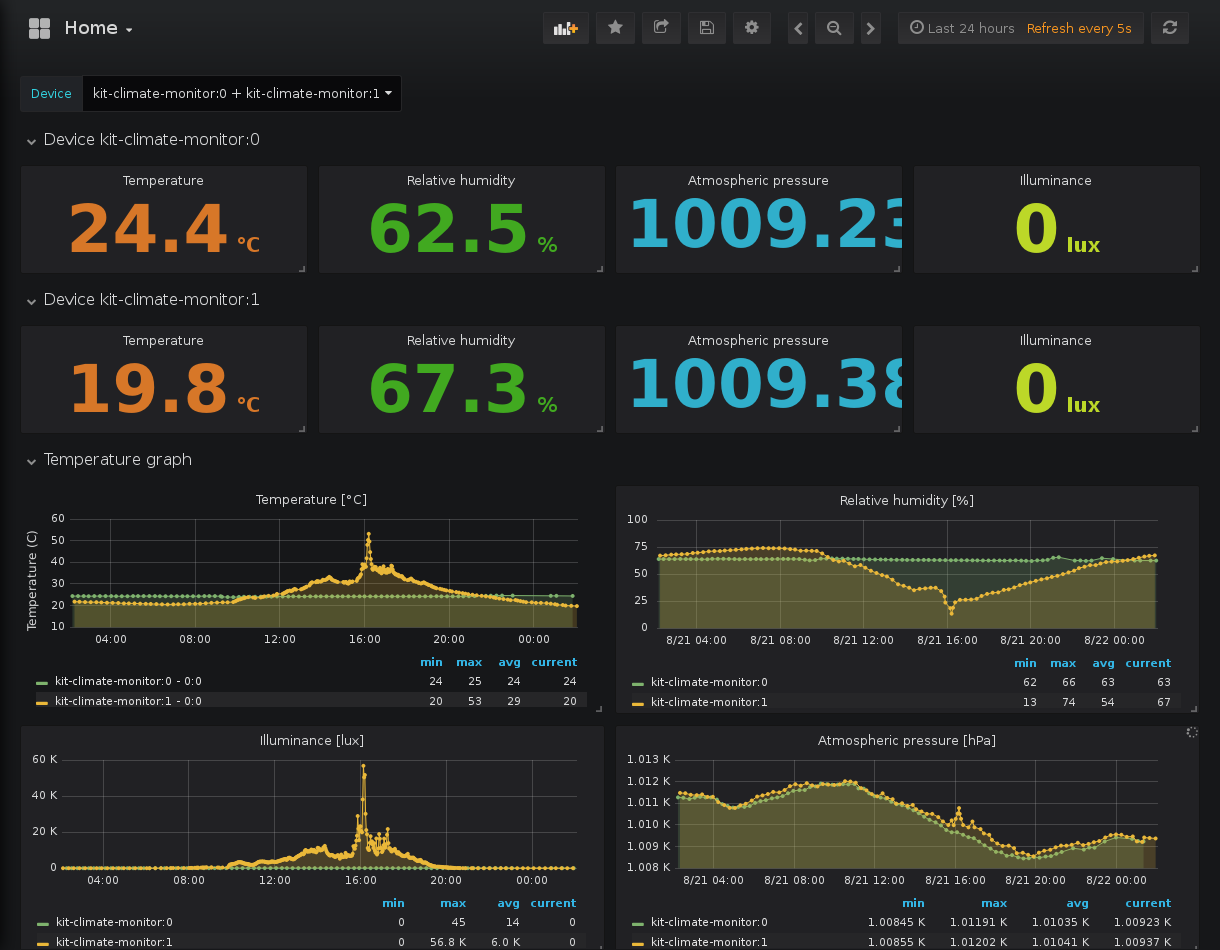 Home
Last 24 hours Refresh every 5s
Device kit-climate-monitor:0 + kit-climate-monitor:1
Device kit-climate-monitor:0
Temperature Relative humidity Atmospheric pressure Illuminance
24.4 °C 62.5 % 1009.23 0 lux
Device kit-climate-monitor:1
Temperature Relative humidity Atmospheric pressure Illuminance
19.8 °C 67.3 % 1009.38 0 lux
Temperature graph
Temperature [°C]
Temperature (C)
60
50
40
30
20
10
04:00 08:00 12:00 16:00 20:00 00:00
min max avg current
kit-climate-monitor:0 - 0:0 24 25 24 24
kit-climate-monitor:1 - 0:0 20 53 29 20
Relative humidity [%]
100
75
50
25
0
8/21 04:00 8/21 08:00 8/21 12:00 8/21 16:00 8/21 20:00 8/22 00:00
min max avg current
kit-climate-monitor:0 62 66 63 63
kit-climate-monitor:1 13 74 54 67
Illuminance [lux]
60 K
40 K
20 K
0
04:00 08:00 12:00 16:00 20:00 00:00
min max avg current
kit-climate-monitor:0 0 45 14 0
kit-climate-monitor:1 0 56.8 K 6.0 K 0
Atmospheric pressure [hPa]
1.013 K
1.012 K
1.011 K
1.010 K
1.009 K
1.008 K
8/21 04:00 8/21 08:00 8/21 12:00 8/21 16:00 8/21 20:00 8/22 00:00
min max avg current
kit-climate-monitor:0 1.00845 K 1.01191 K 1.01035 K 1.00923 K
kit-climate-monitor:1 1.00855 K 1.01202 K 1.01041 K 1.00937 K